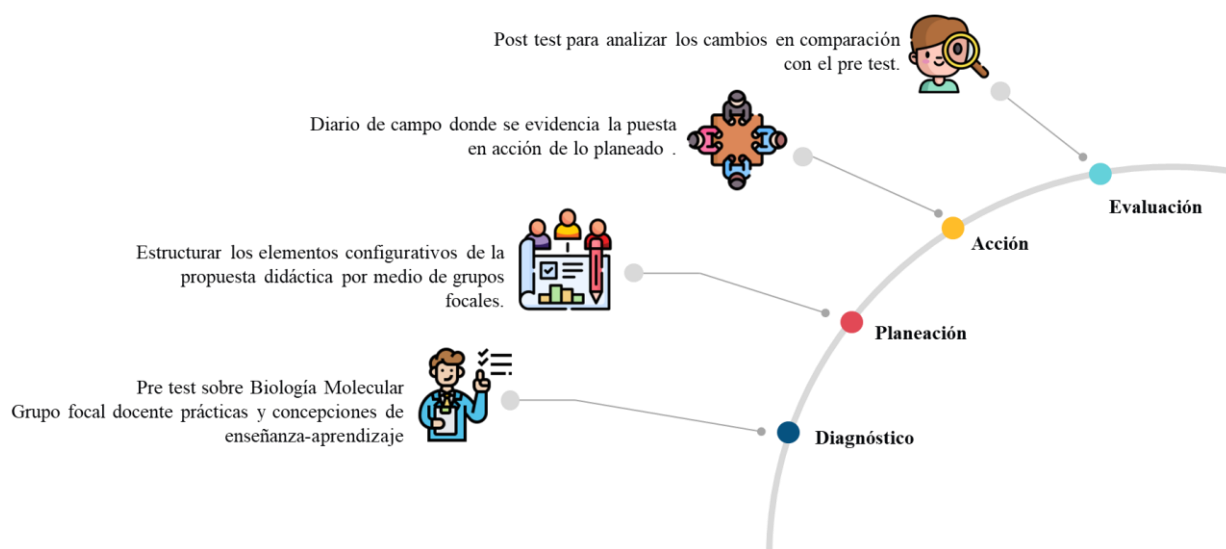 Post test para analizar los cambios en comparación
con el pre test.
Evaluación
Diario de campo donde se evidencia la puesta
en acción de lo planeado .
Acción
Estructurar los elementos configurativos de la
propuesta didáctica por medio de grupos
focales.
Planeación
Pre test sobre Biología Molecular
Grupo focal docente prácticas y concepciones de
enseñanza-aprendizaje
Diagnóstico